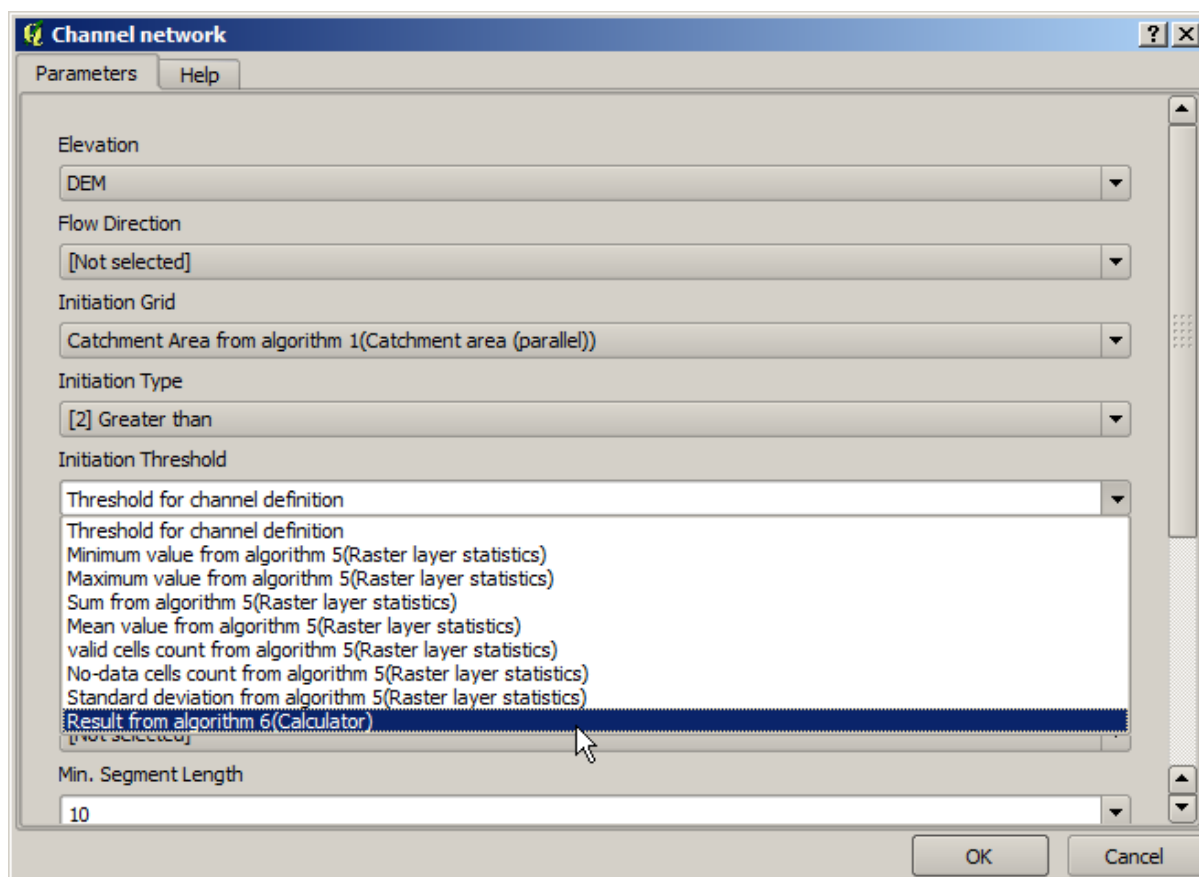 Channel network
Parameters Help
Elevation
DEM
Flow Direction
[Not selected]
Initiation Grid
Catchment Area from algorithm 1(Catchment area (parallel))
Initiation Type
[2] Greater than
Initiation Threshold
Threshold for channel definition
Threshold for channel definition
Minimum value from algorithm 5(Raster layer statistics)
Maximum value from algorithm 5(Raster layer statistics)
Sum from algorithm 5(Raster layer statistics)
Mean value from algorithm 5(Raster layer statistics)
valid cells count from algorithm 5(Raster layer statistics)
No-data cells count from algorithm 5(Raster layer statistics)
Standard deviation from algorithm 5(Raster layer statistics)
Result from algorithm 6(Calculator)
[Not selected]
Min. Segment Length
10
OK Cancel